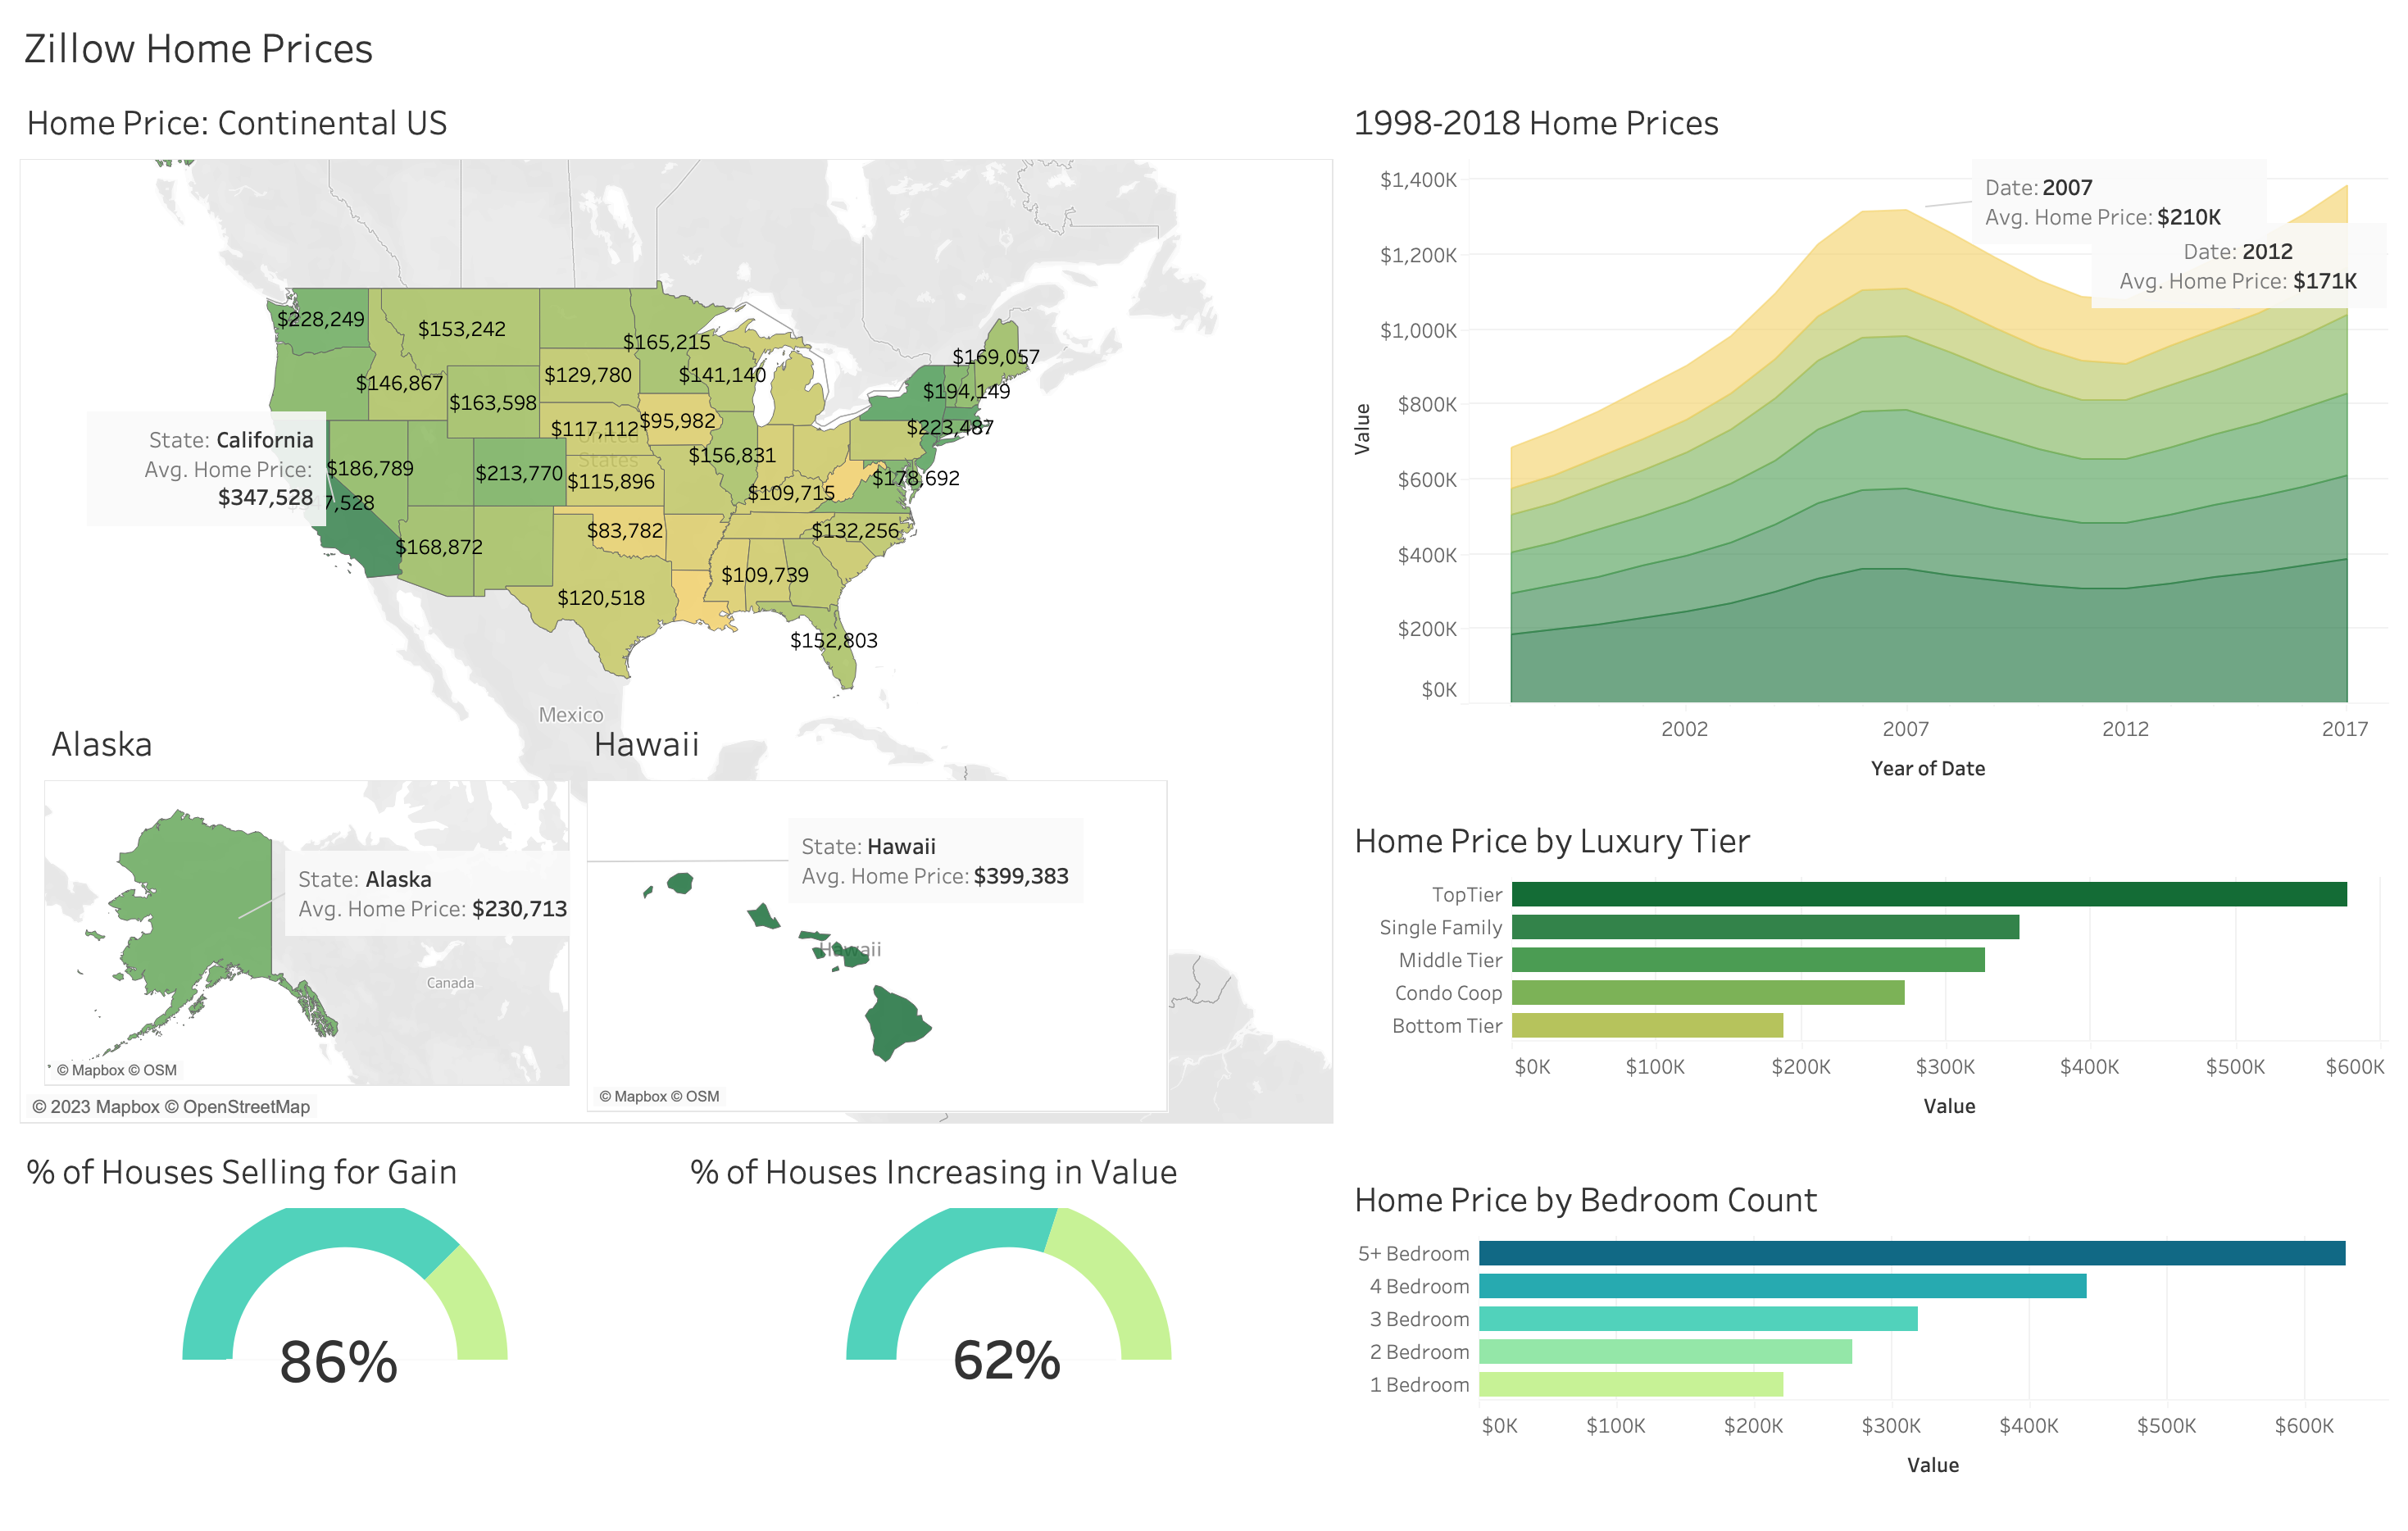 Zillow Home Prices
Home Price: Continental US
$228,249
$153,242
$165,215
$169,057
$146,867
$129,780
$141,140
$194,149
$163,598
$95,982
$117,112
$223,487
United
States
State: California
Avg. Home Price:
$347,528
7,528
$186,789
$213,770
$156,831
$115,896
$178,692
$109,715
$83,782
$132,256
$168,872
$109,739
$120,518
$152,803
Mexico
Alaska
State: Alaska
Avg. Home Price: $230,713
Canada
© Mapbox © OSM
© 2023 Mapbox © OpenStreetMap
Hawaii
State: Hawaii
Avg. Home Price: $399,383
Hawaii
© Mapbox © OSM
% of Houses Selling for Gain
86%
% of Houses Increasing in Value
62%
1998-2018 Home Prices
$1,400K
$1,200K
$1,000K
$800K
$600K
$400K
$200K
$0K
Value
Date: 2007
Avg. Home Price: $210K
Date: 2012
Avg. Home Price: $171K
2002 2007 2012 2017
Year of Date
Home Price by Luxury Tier
TopTier
Single Family
Middle Tier
Condo Coop
Bottom Tier
$0K $100K $200K $300K $400K $500K $600K
Value
Home Price by Bedroom Count
5+ Bedroom
4 Bedroom
3 Bedroom
2 Bedroom
1 Bedroom
$0K $100K $200K $300K $400K $500K $600K
Value